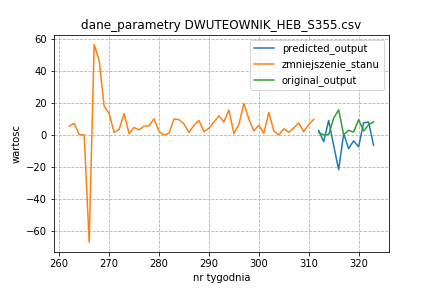 dane_parametry DWUTEOWNIK_HEB_S355.csv
predicted_output
zmniejszenie_stanu
original_output
wartosc
60
40
20
0
−20
−40
−60
260 270 280 290 300 310 320
nr tygodnia